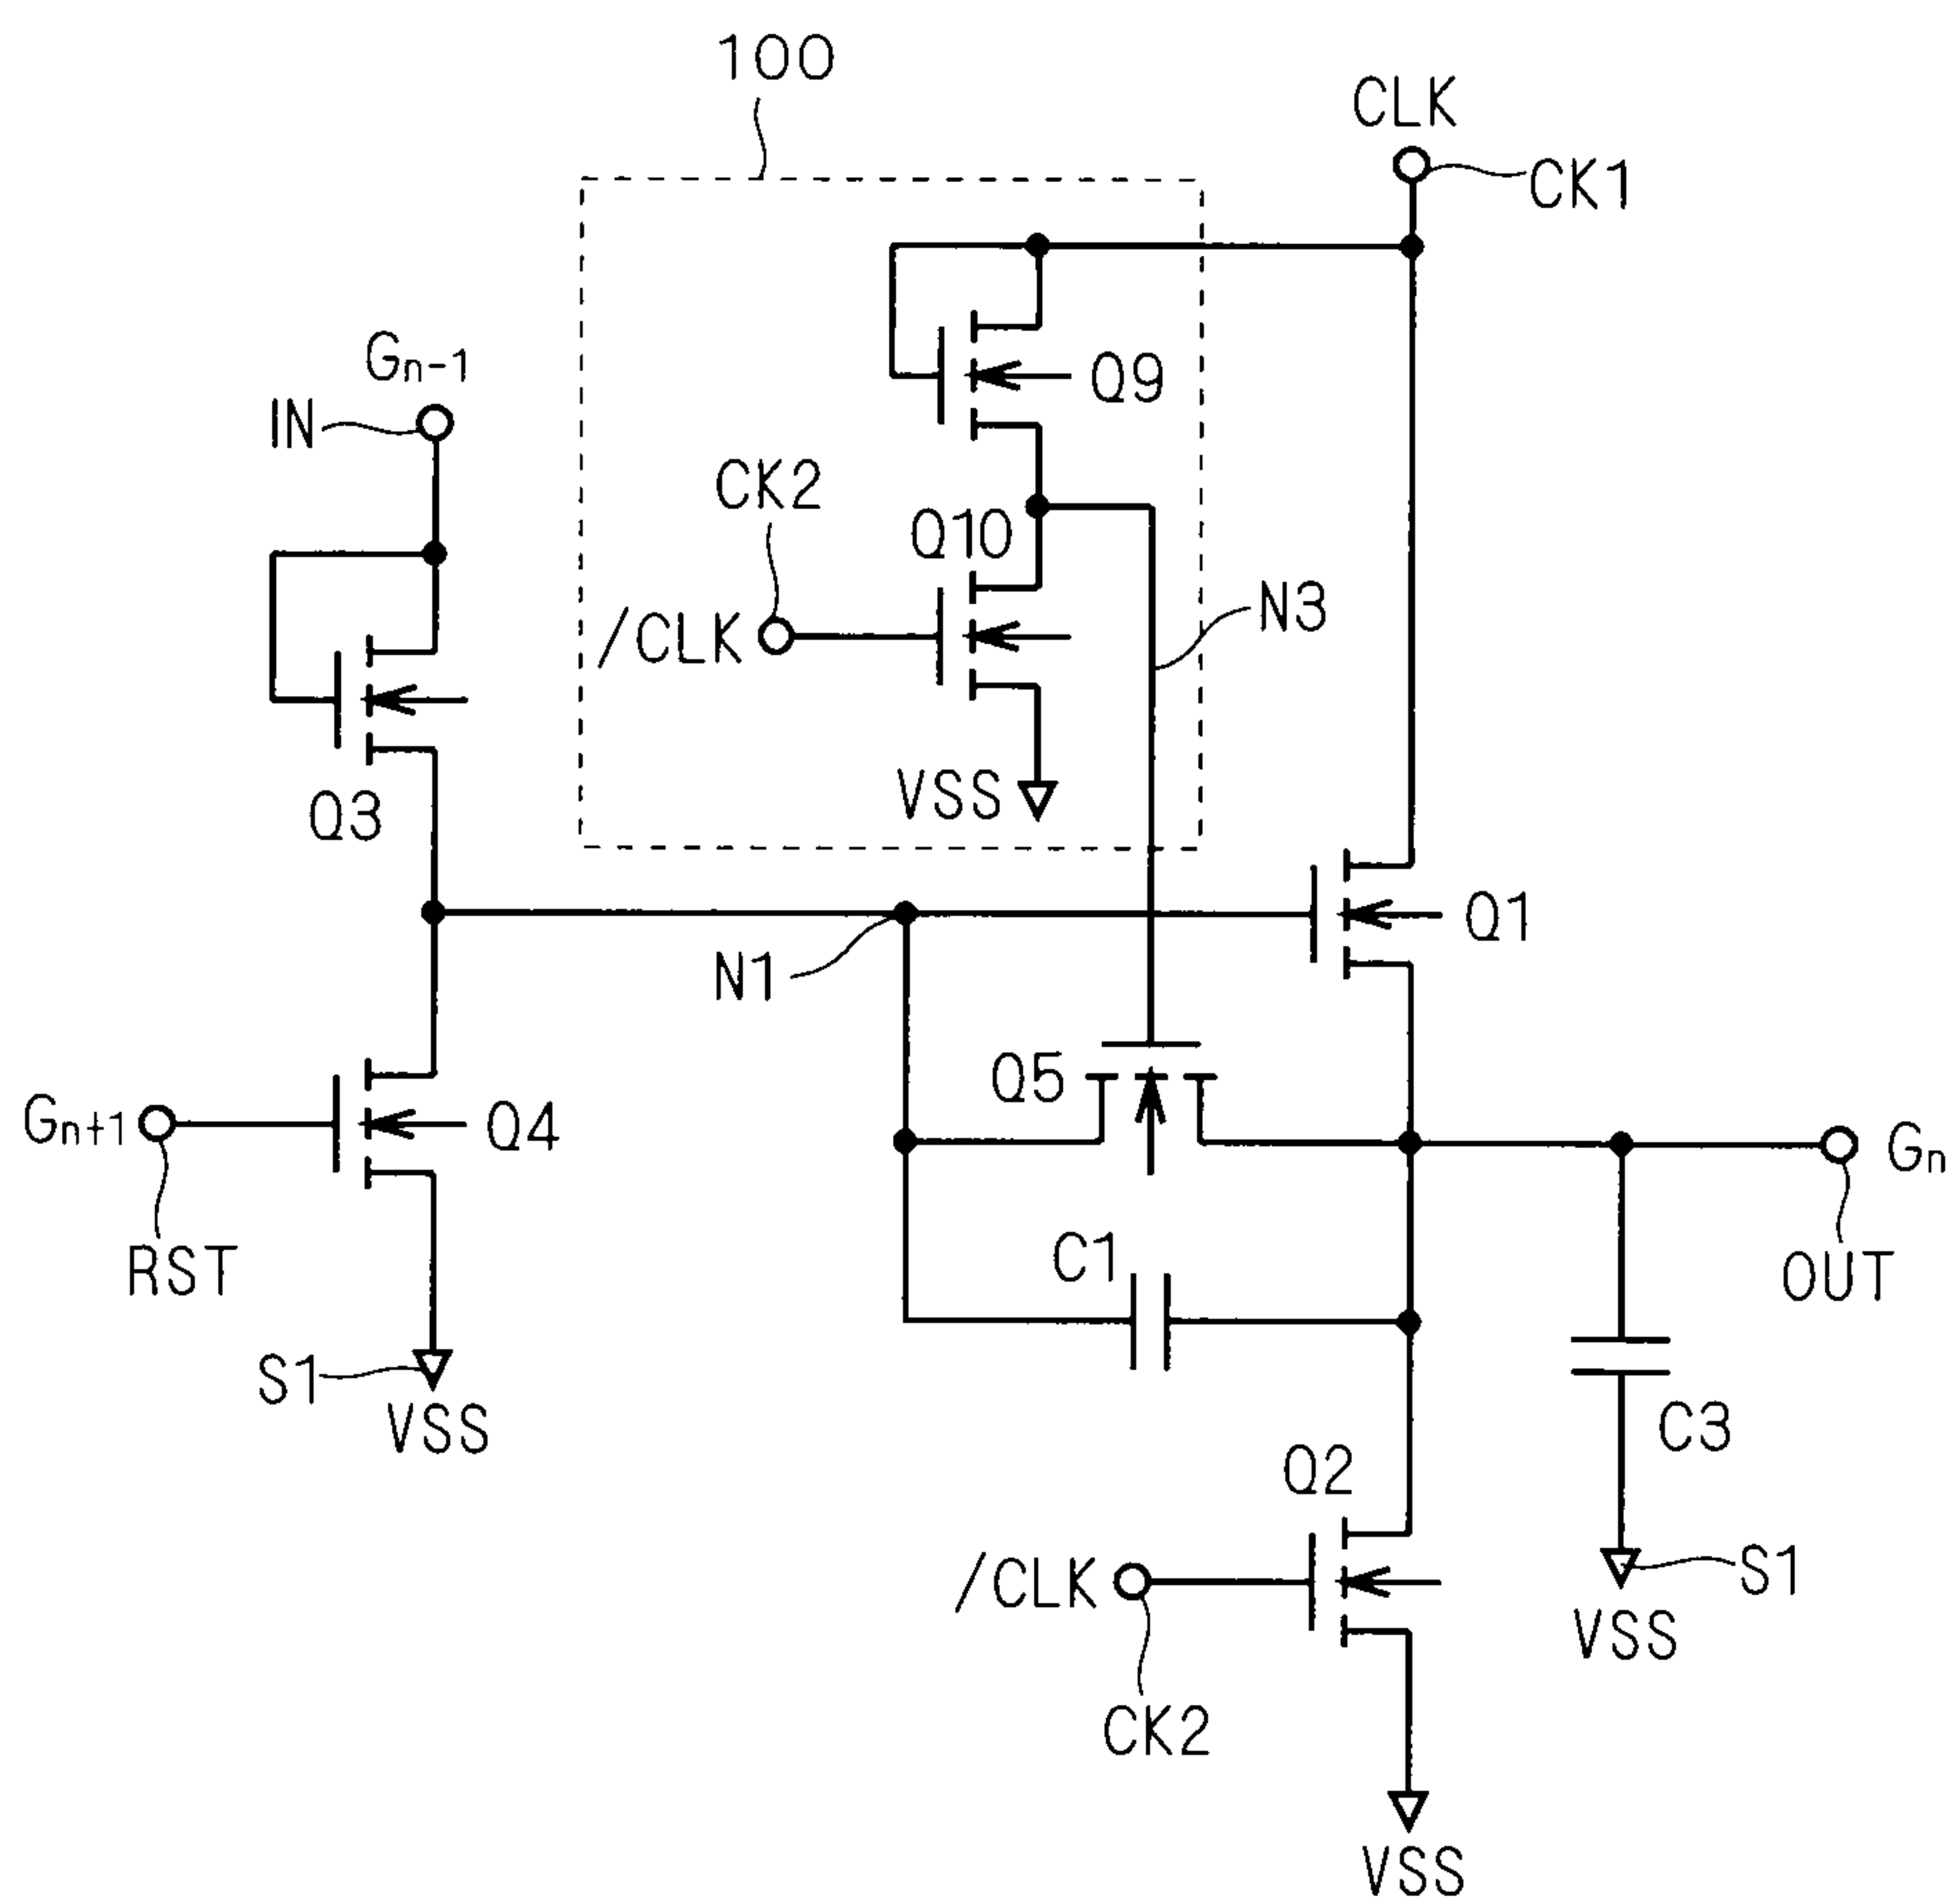 100
CLK
CK1
Gn-1
IN
Q9
CK2
Q10
/CLK
N3
VSS
Q3
Q1
N1
Q5
Gn+1
Q4
Gn
RST
C1
OUT
S1
VSS
C3
Q2
/CLK
S1
VSS
CK2
VSS